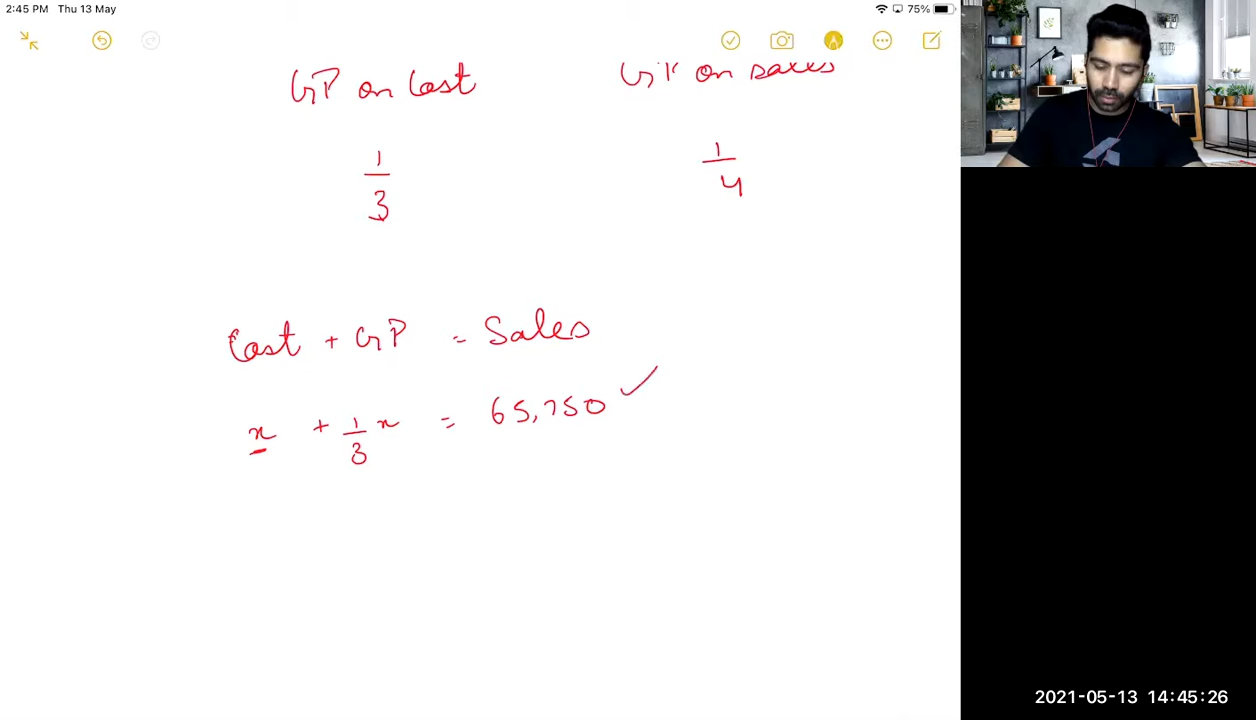 2:45 PM Thu 13 May
75%
GP on Cost
GP on sales
1/3
1/4
Cost + GP = Sales
x + 1/3 x = 65,750 ✓
2021-05-13 14:45:26